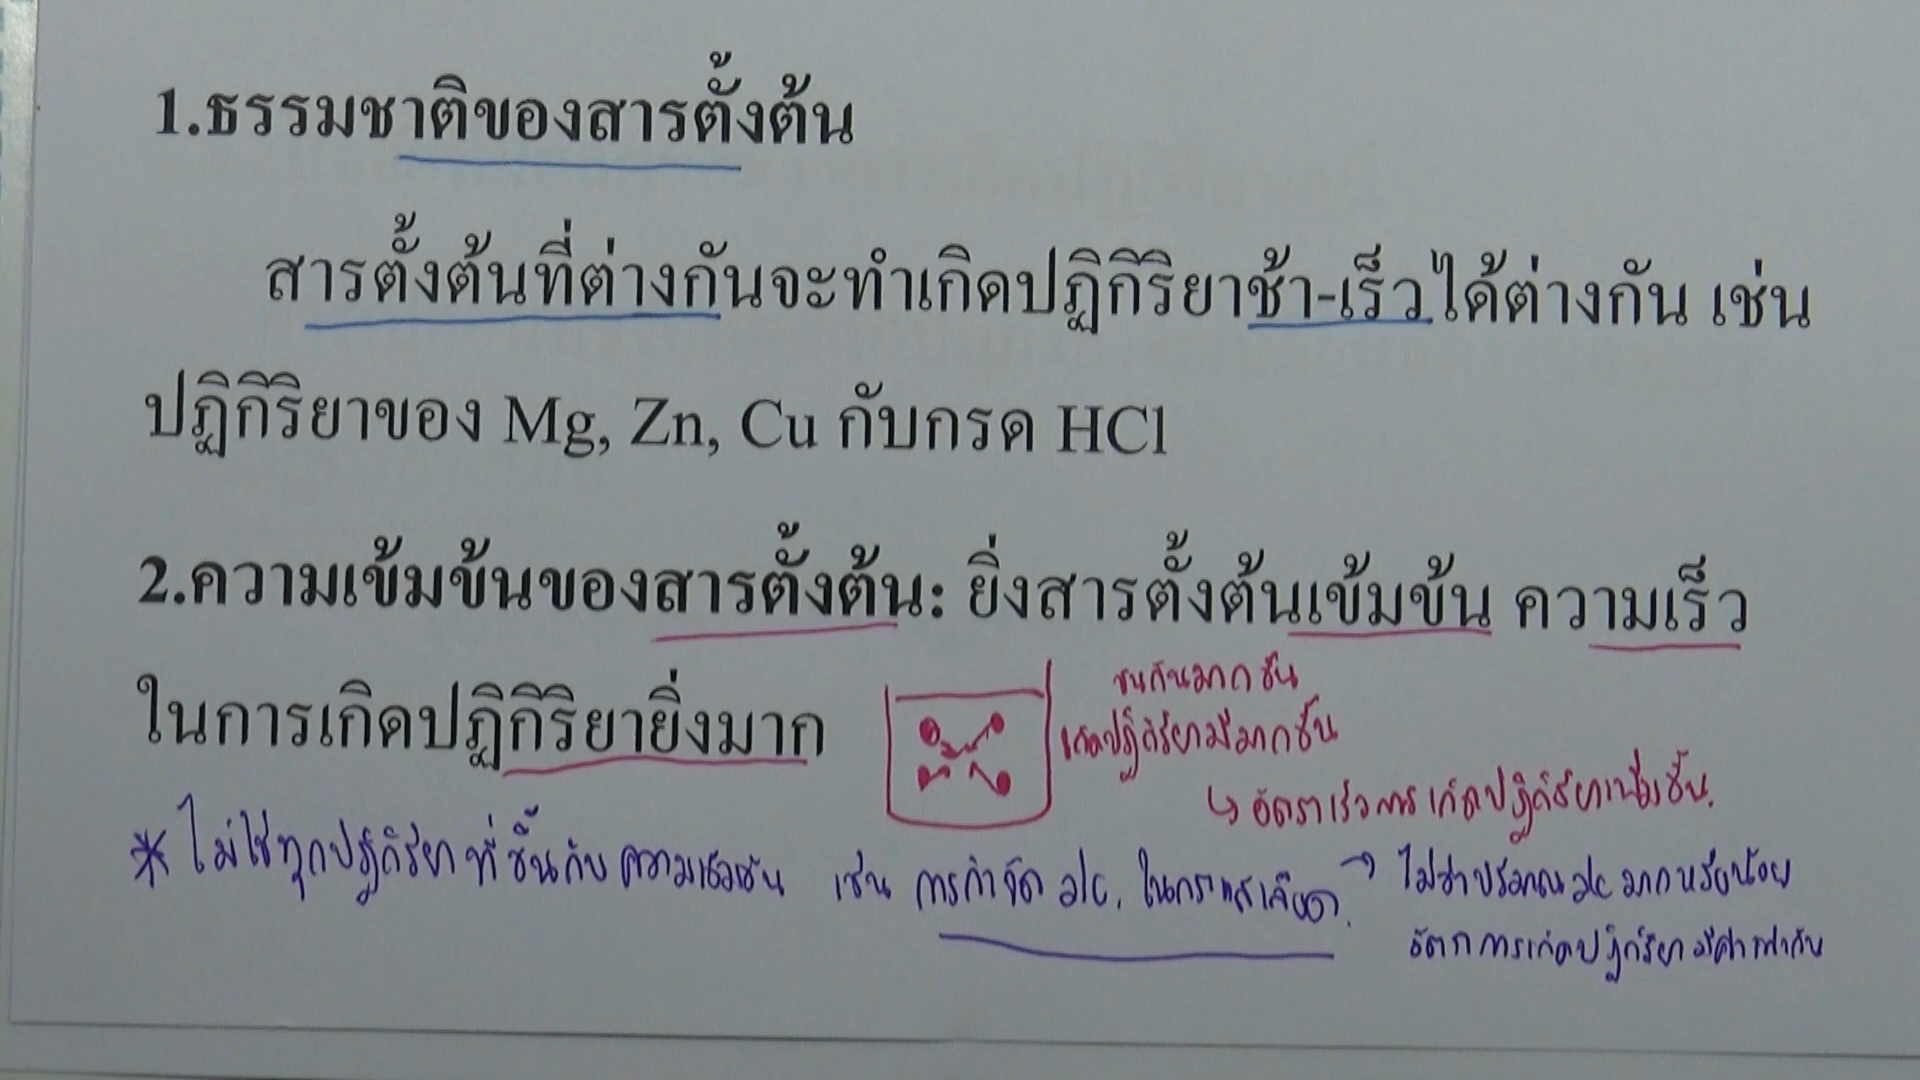 1.ธรรมชาติของสารตั้งต้น
สารตั้งต้นที่ต่างกันจะทำเกิดปฏิกิริยาช้า-เร็วได้ต่างกัน เช่น
ปฏิกิริยาของ Mg, Zn, Cu กับกรด HCl
2.ความเข้มข้นของสารตั้งต้น: ยิ่งสารตั้งต้นเข้มข้น ความเร็ว
ในการเกิดปฏิกิริยายิ่งมาก
ชนกันมากขึ้น
เกิดปฏิกิริยามีมากขึ้น
↳ อัตราเร็วการเกิดปฏิกิริยาเพิ่มขึ้น.
* ไม่ใช่ทุกปฏิกิริยาที่ขึ้นกับความเข้มข้น เช่น การกำจัด alc. ในกระแสเลือด. → ไม่ว่าปริมาณ alc มากหรือน้อย
อัตราการเกิดปฏิกิริยามีค่าเท่ากัน